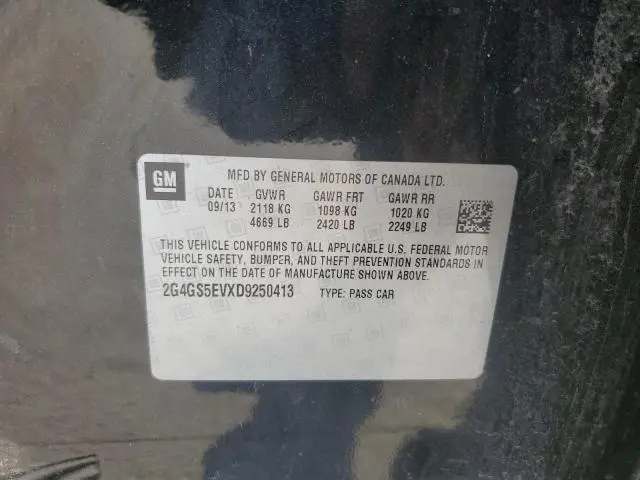 GM
MFD BY GENERAL MOTORS OF CANADA LTD.
DATE GVWR GAWR FRT GAWR RR
09/13 2118 KG 1098 KG 1020 KG
4669 LB 2420 LB 2249 LB
THIS VEHICLE CONFORMS TO ALL APPLICABLE U.S. FEDERAL MOTOR
VEHICLE SAFETY, BUMPER, AND THEFT PREVENTION STANDARDS IN
EFFECT ON THE DATE OF MANUFACTURE SHOWN ABOVE.
2G4GS5EVXD9250413 TYPE: PASS CAR